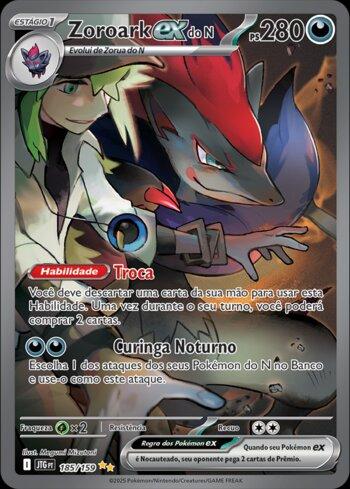 ESTÁGIO 1
Zoroark ex do N
PS 280
Evolui de Zorua do N
Habilidade Troca
Você deve descartar uma carta da sua mão para usar esta
Habilidade. Uma vez durante o seu turno, você poderá
comprar 2 cartas.
Curinga Noturno
Escolha 1 dos ataques dos seus Pokémon do N no Banco
e use-o como este ataque.
Fraqueza x2 Resistência Recuo
Ilust. Megumi Mizutani
Regra dos Pokémon ex
Quando seu Pokémon ex
é Nocauteado, seu oponente pega 2 cartas de Prêmio.
I JTG PT 185/159
©2025 Pokémon/Nintendo/Creatures/GAME FREAK